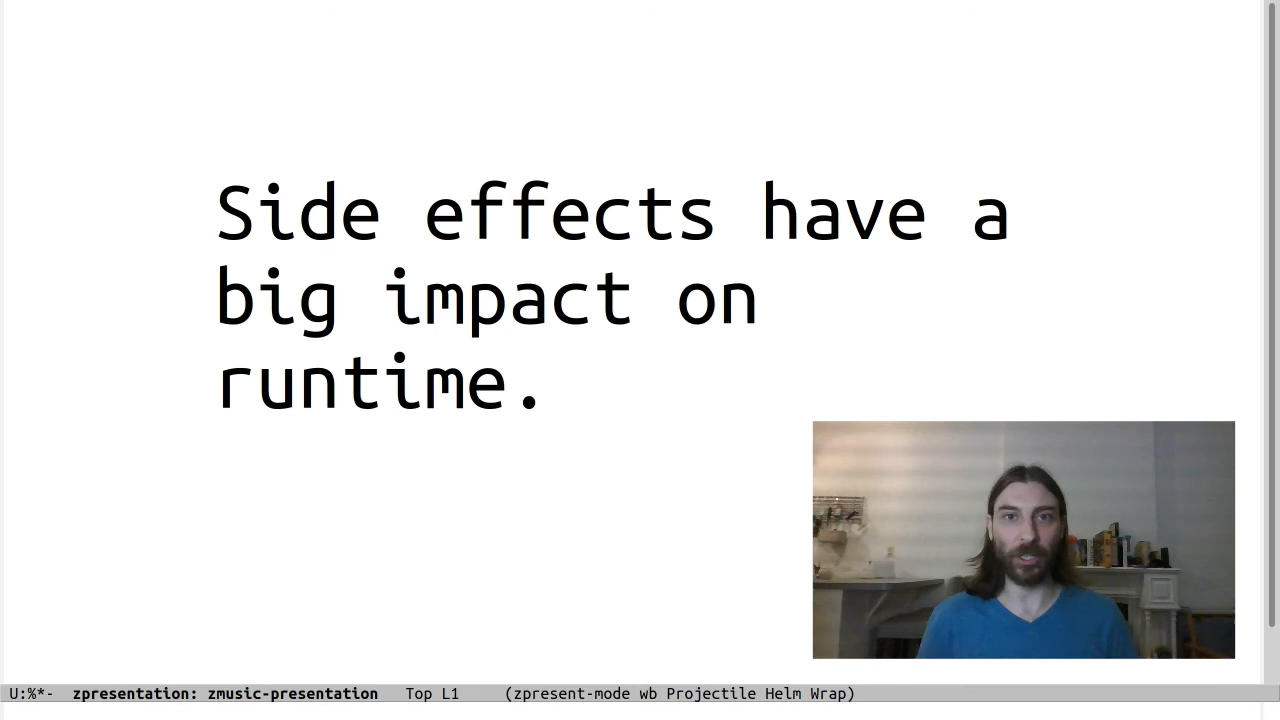 Side effects have a
big impact on
runtime.
U:%*-  zpresentation: zmusic-presentation   Top L1     (zpresent-mode wb Projectile Helm Wrap)